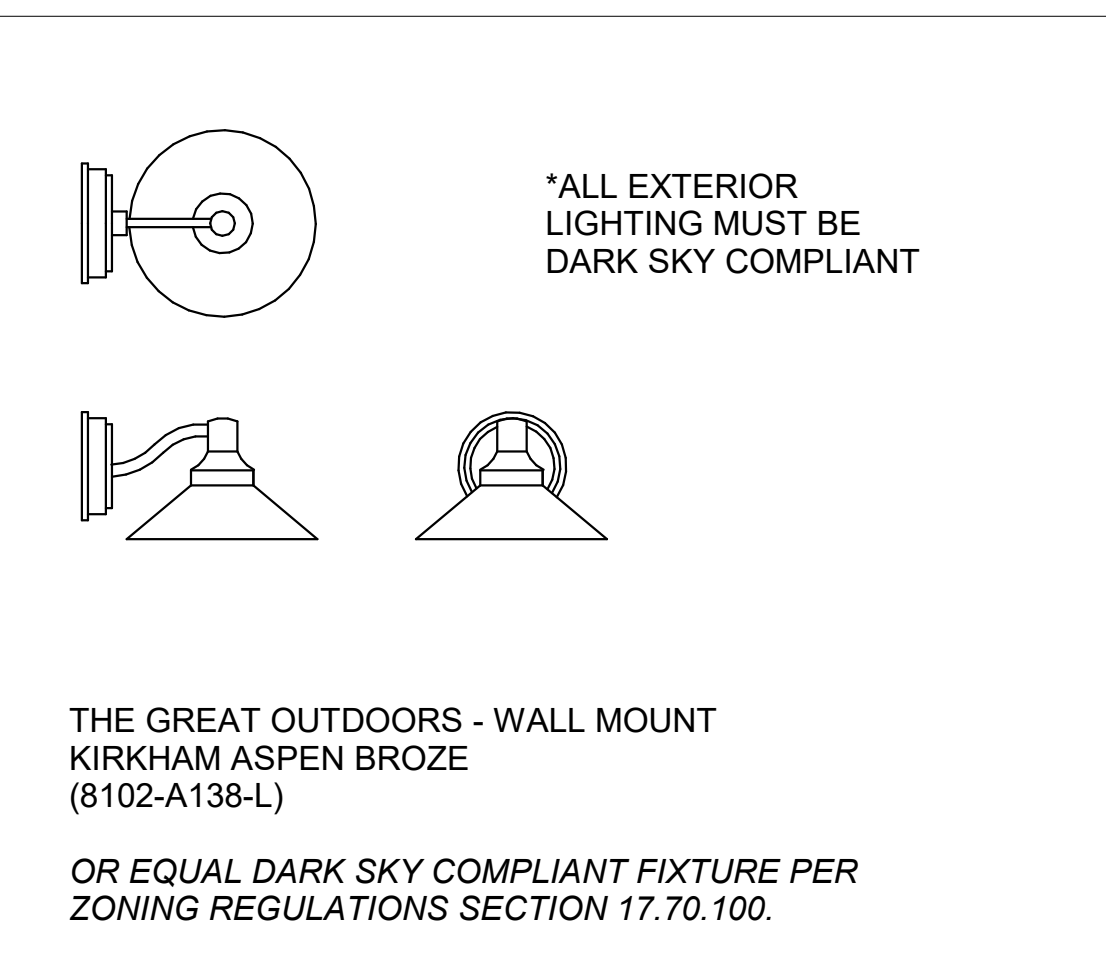 *ALL EXTERIOR
LIGHTING MUST BE
DARK SKY COMPLIANT
THE GREAT OUTDOORS - WALL MOUNT
KIRKHAM ASPEN BROZE
(8102-A138-L)
OR EQUAL DARK SKY COMPLIANT FIXTURE PER
ZONING REGULATIONS SECTION 17.70.100.